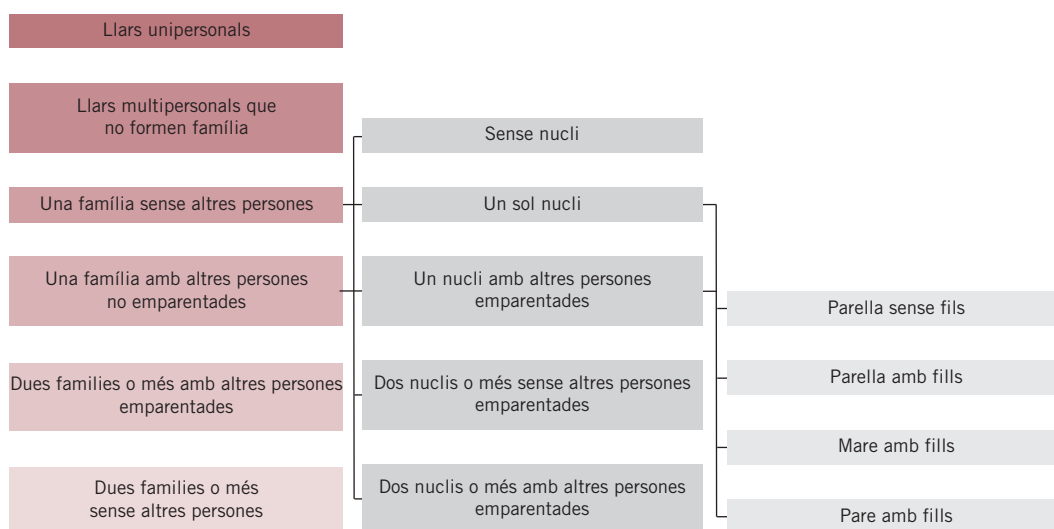 Llars unipersonals
Llars multipersonals que
no formen família
Una família sense altres persones
Una família amb altres persones
no emparentades
Dues families o més amb altres persones
emparentades
Dues families o més
sense altres persones
Sense nucli
Un sol nucli
Un nucli amb altres persones
emparentades
Dos nuclis o més sense altres persones
emparentades
Dos nuclis o més amb altres persones
emparentades
Parella sense fils
Parella amb fills
Mare amb fills
Pare amb fills